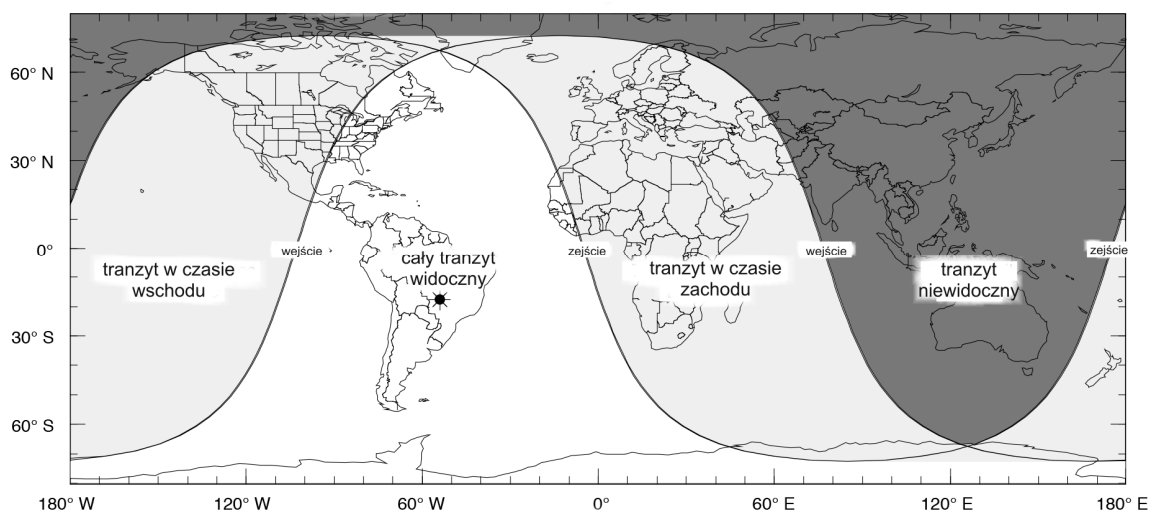 60° N
30° N
0°
30° S
60° S
wejście
zejście
wejście
zejście
tranzyt w czasie
wschodu
cały tranzyt
widoczny
tranzyt w czasie
zachodu
tranzyt
niewidoczny
180° W
120° W
60° W
0°
60° E
120° E
180° E